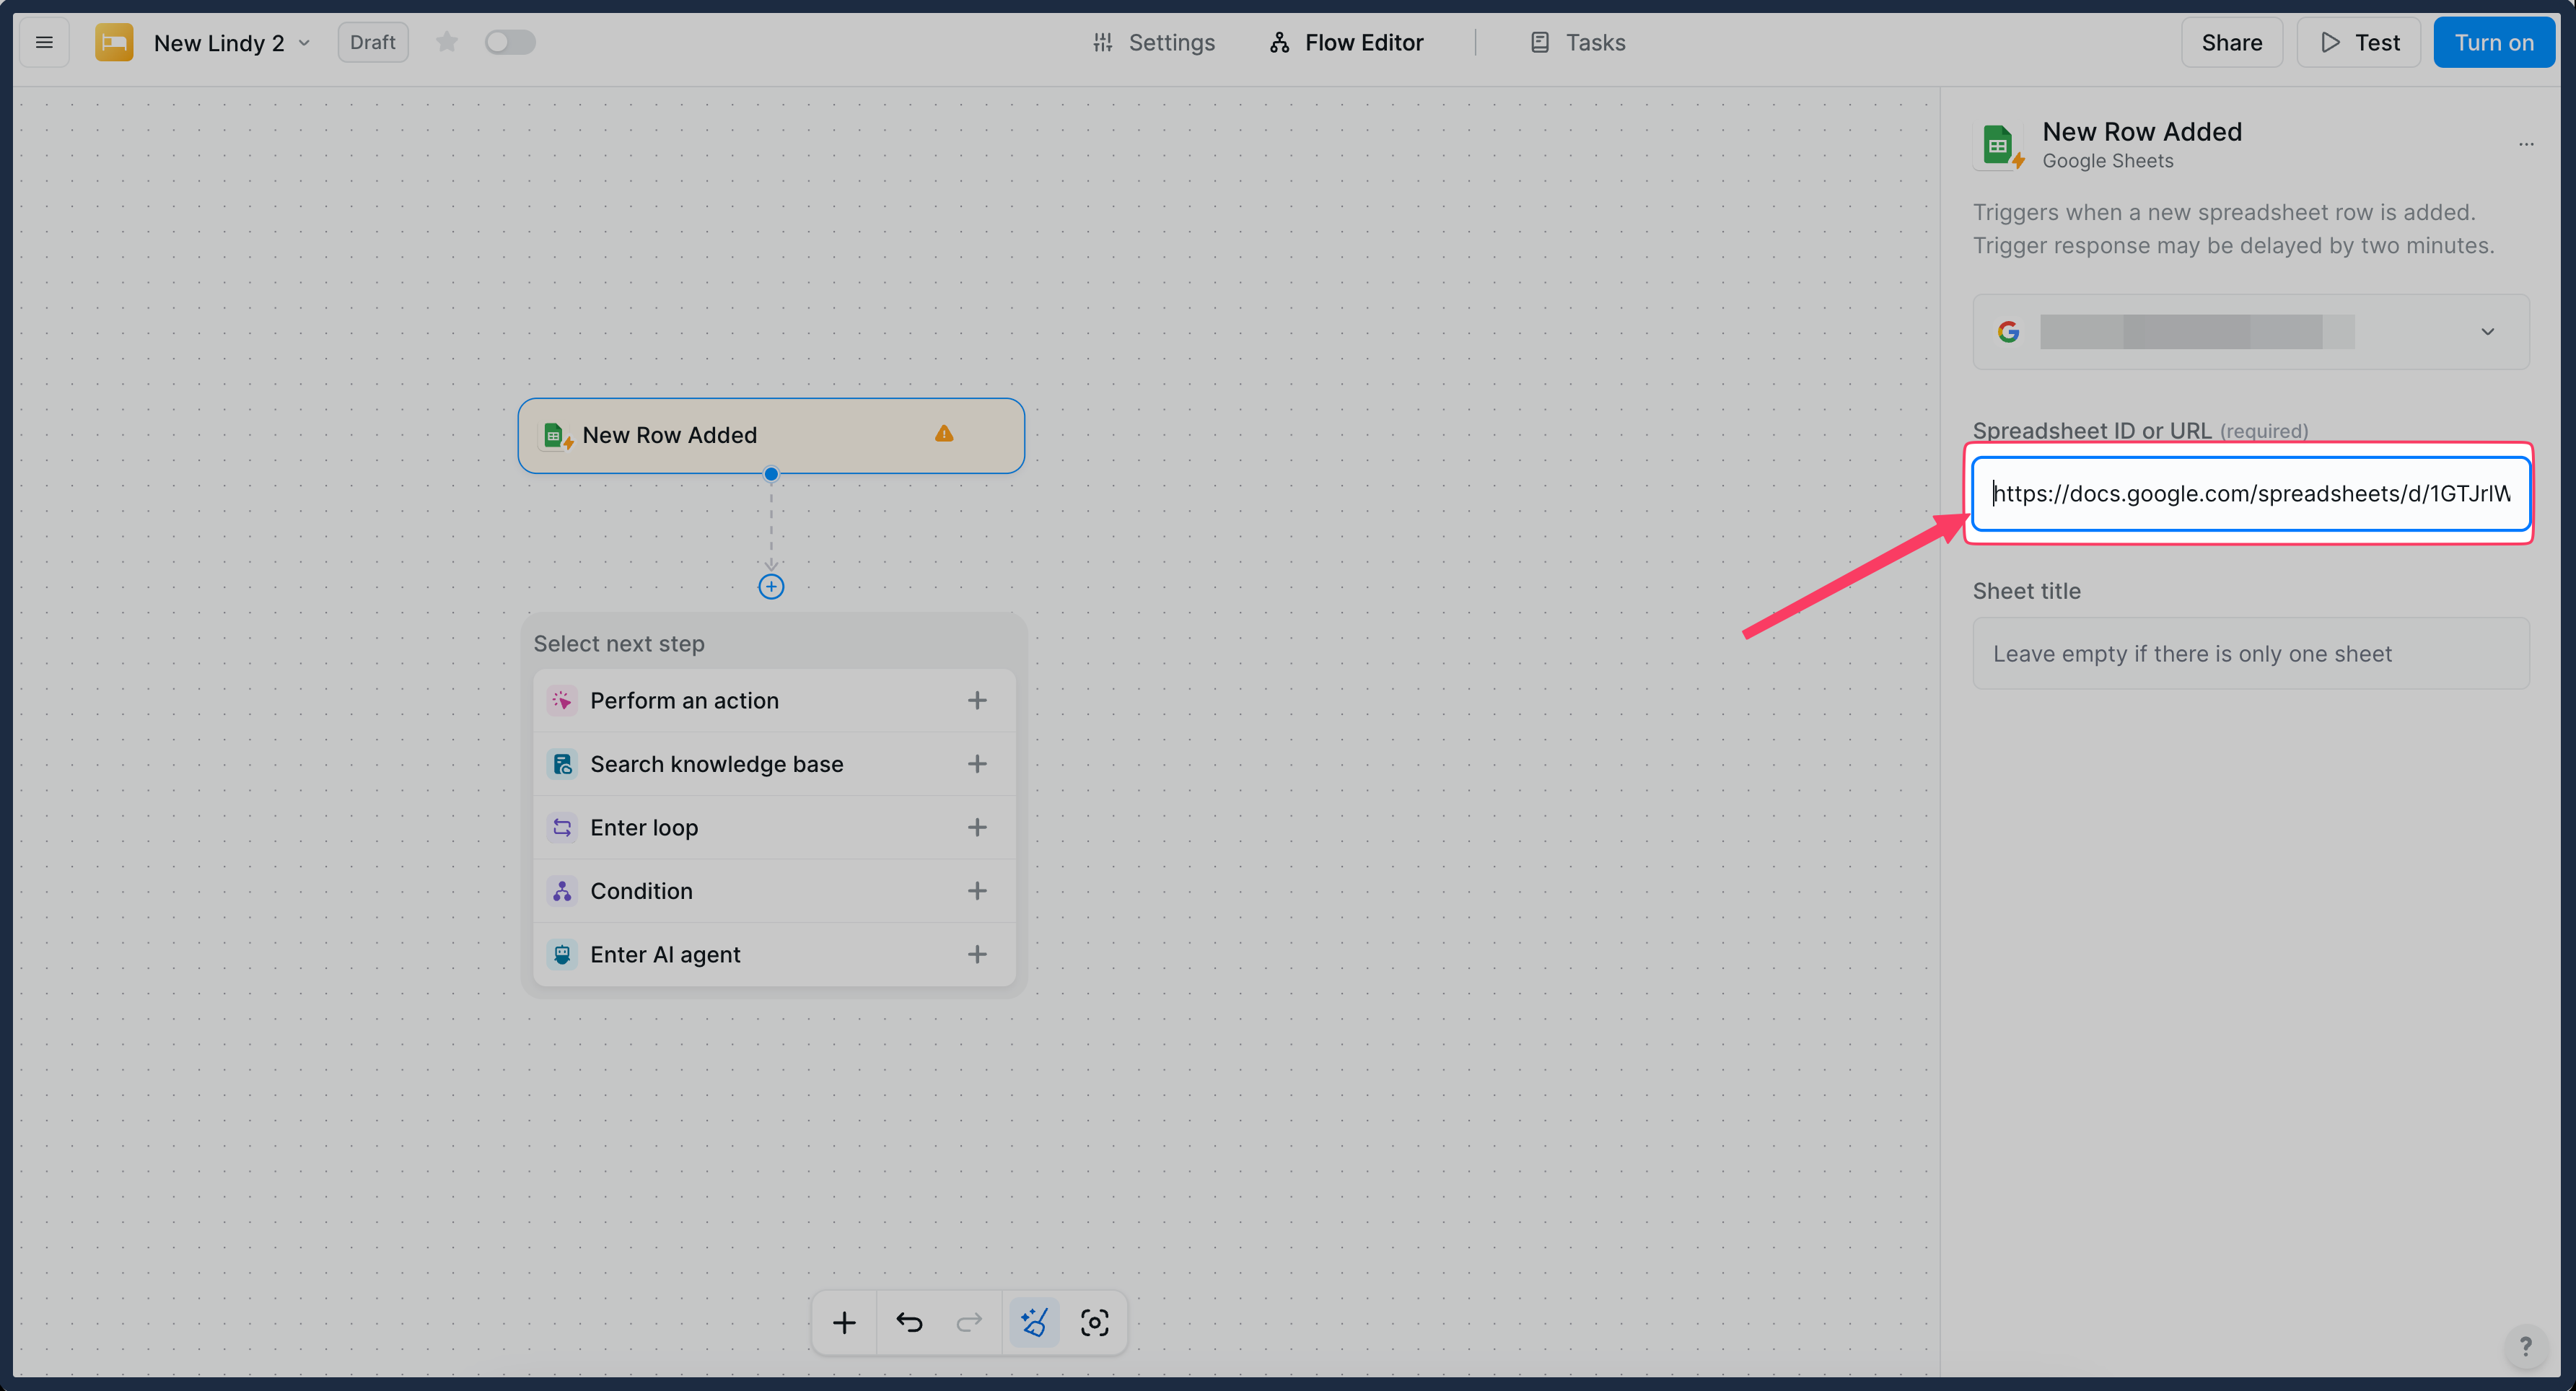 New Lindy 2
Draft
Settings
Flow Editor
Tasks
Share
Test
Turn on
New Row Added
Google Sheets
Triggers when a new spreadsheet row is added.
Trigger response may be delayed by two minutes.
Spreadsheet ID or URL (required)
https://docs.google.com/spreadsheets/d/1GTJrlW
Sheet title
Leave empty if there is only one sheet
New Row Added
Select next step
Perform an action
Search knowledge base
Enter loop
Condition
Enter AI agent
?